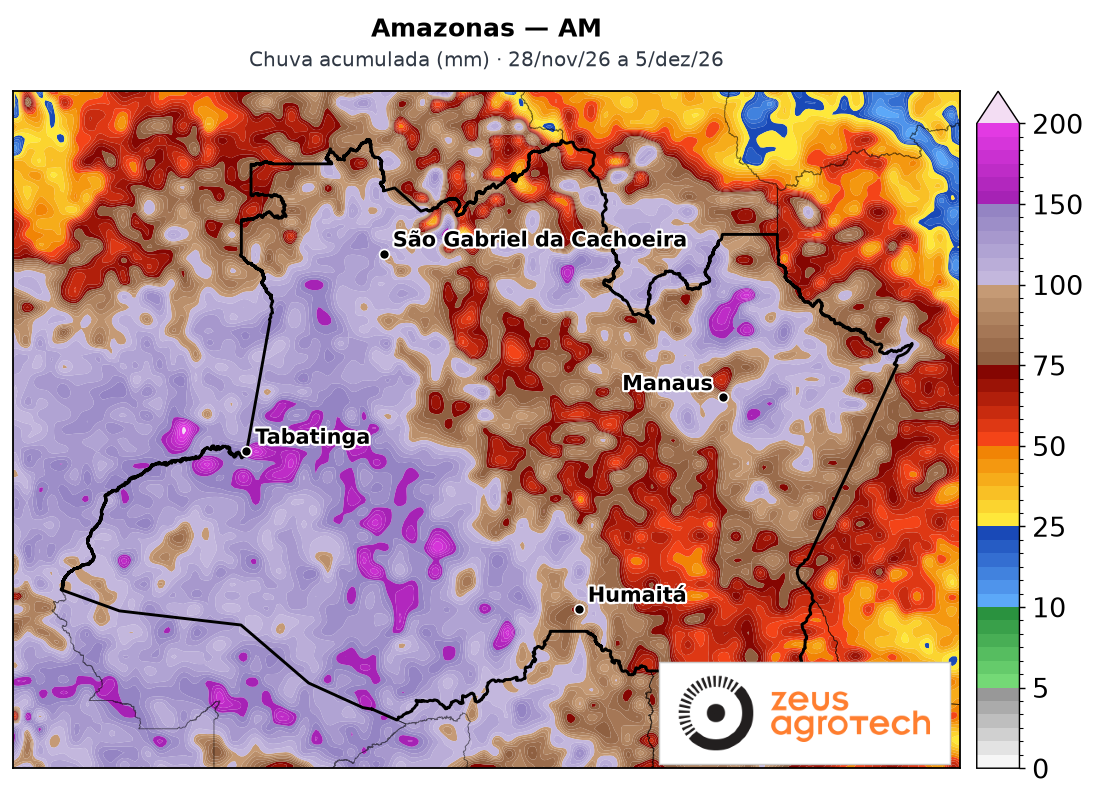 Amazonas — AM
Chuva acumulada (mm) · 28/nov/26 a 5/dez/26
200
150
100
75
50
25
10
5
0
São Gabriel da Cachoeira
Manaus
Tabatinga
Humaitá
zeus
agrotech